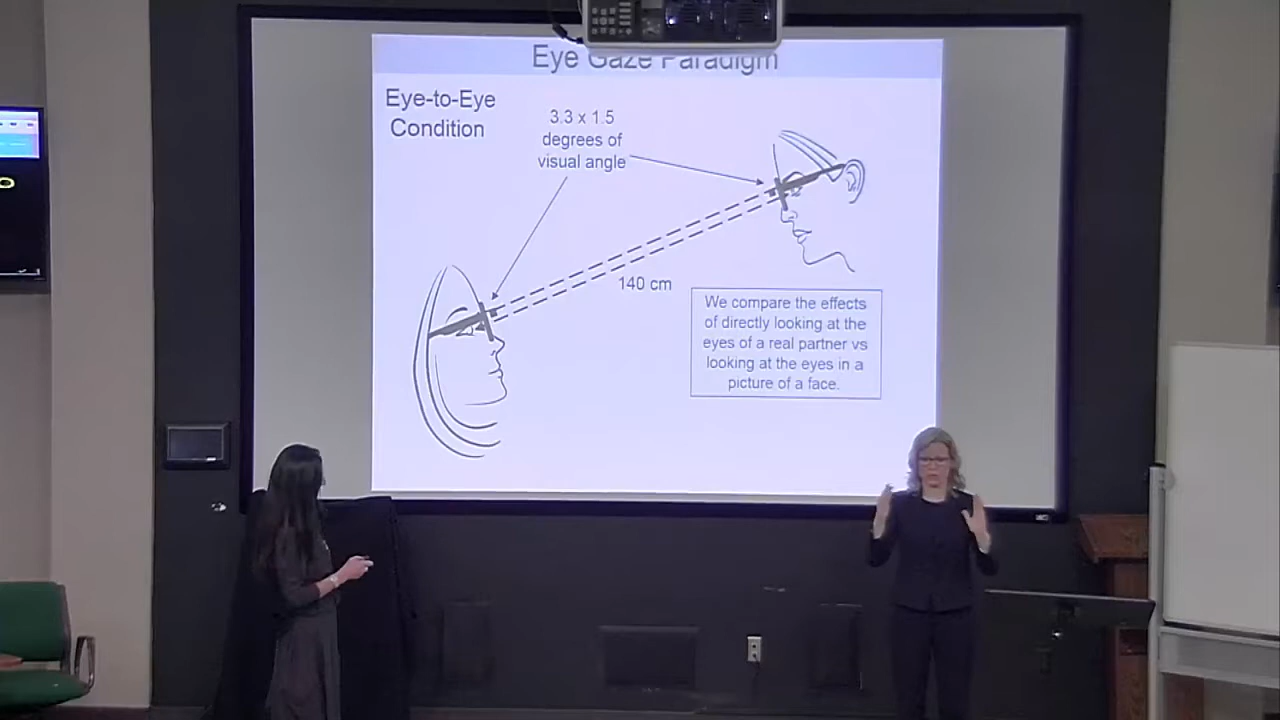 Eye Gaze Paradigm
Eye-to-Eye
Condition
3.3 x 1.5
degrees of
visual angle
140 cm
We compare the effects
of directly looking at the
eyes of a real partner vs
looking at the eyes in a
picture of a face.